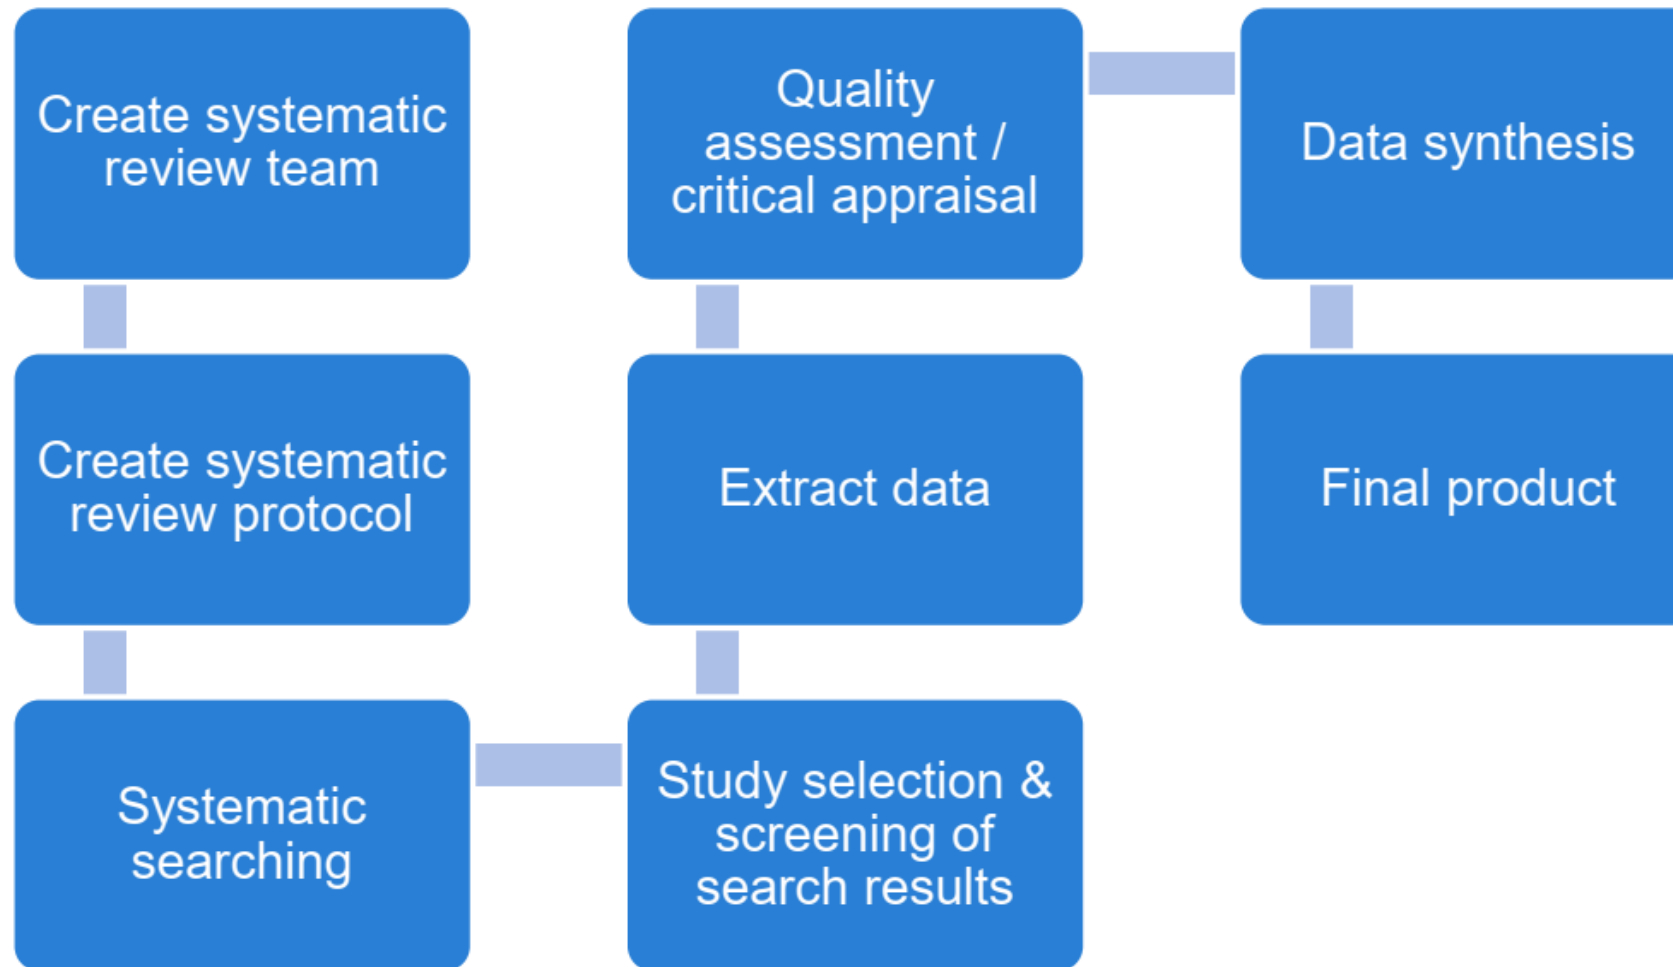 Create systematic
review team
Create systematic
review protocol
Systematic
searching
Study selection &
screening of
search results
Extract data
Quality
assessment /
critical appraisal
Data synthesis
Final product